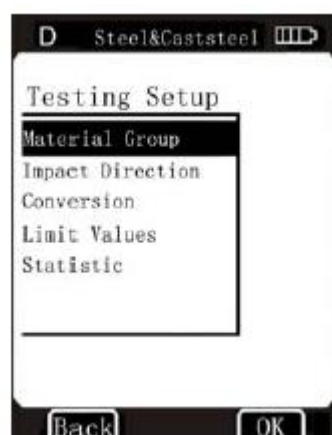 D Steel&Caststeel
Testing Setup
Material Group
Impact Direction
Conversion
Limit Values
Statistic
Back OK